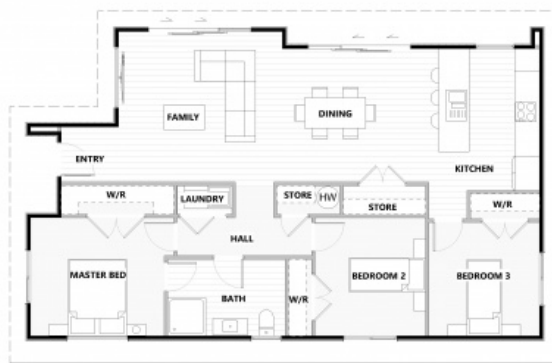 FAMILY
DINING
ENTRY
KITCHEN
W/R
LAUNDRY
STORE
HW
STORE
W/R
HALL
MASTER BED
BEDROOM 2
BEDROOM 3
BATH
W/R